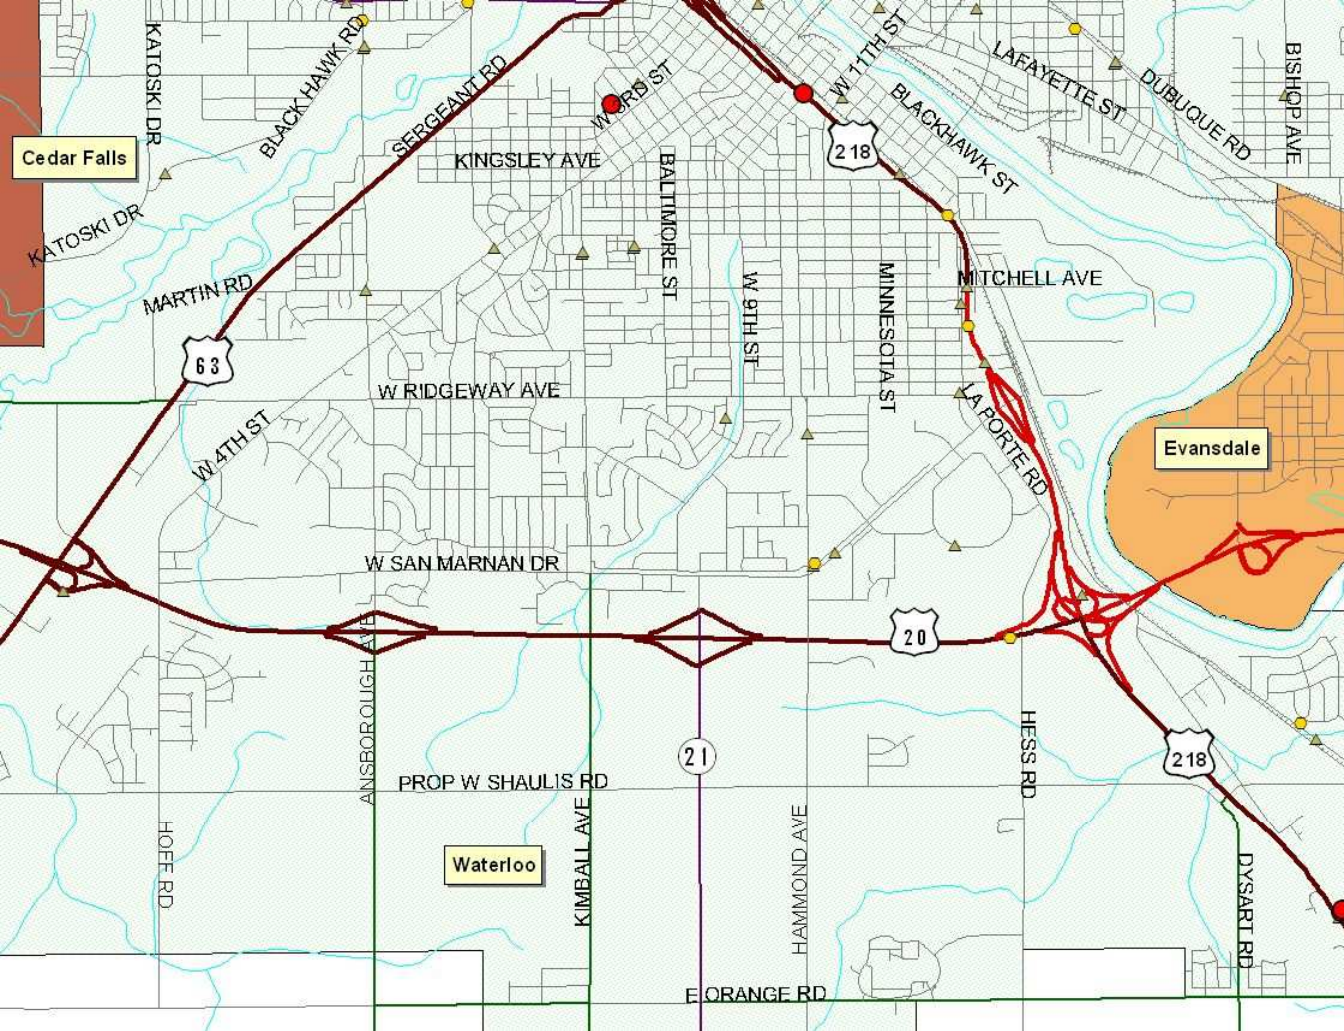 KATOSKI DR
BLACK HAWK RD
SERGEANT RD
W 3RD ST
W 11TH ST
LAFAYETTE ST
DUBUQUE RD
BISHOP AVE
BLACKHAWK ST
Cedar Falls
KINGSLEY AVE
218
BALTIMORE ST
KATOSKI DR
MARTIN RD
W 9TH ST
MINNESOTA ST
MITCHELL AVE
63
W RIDGEWAY AVE
W 4TH ST
LA PORTE RD
Evansdale
W SAN MARNAN DR
20
ANSBOROUGH AVE
HESS RD
21
218
PROP W SHAULIS RD
HOFF RD
Waterloo
KIMBALL AVE
HAMMOND AVE
DYSART RD
E ORANGE RD